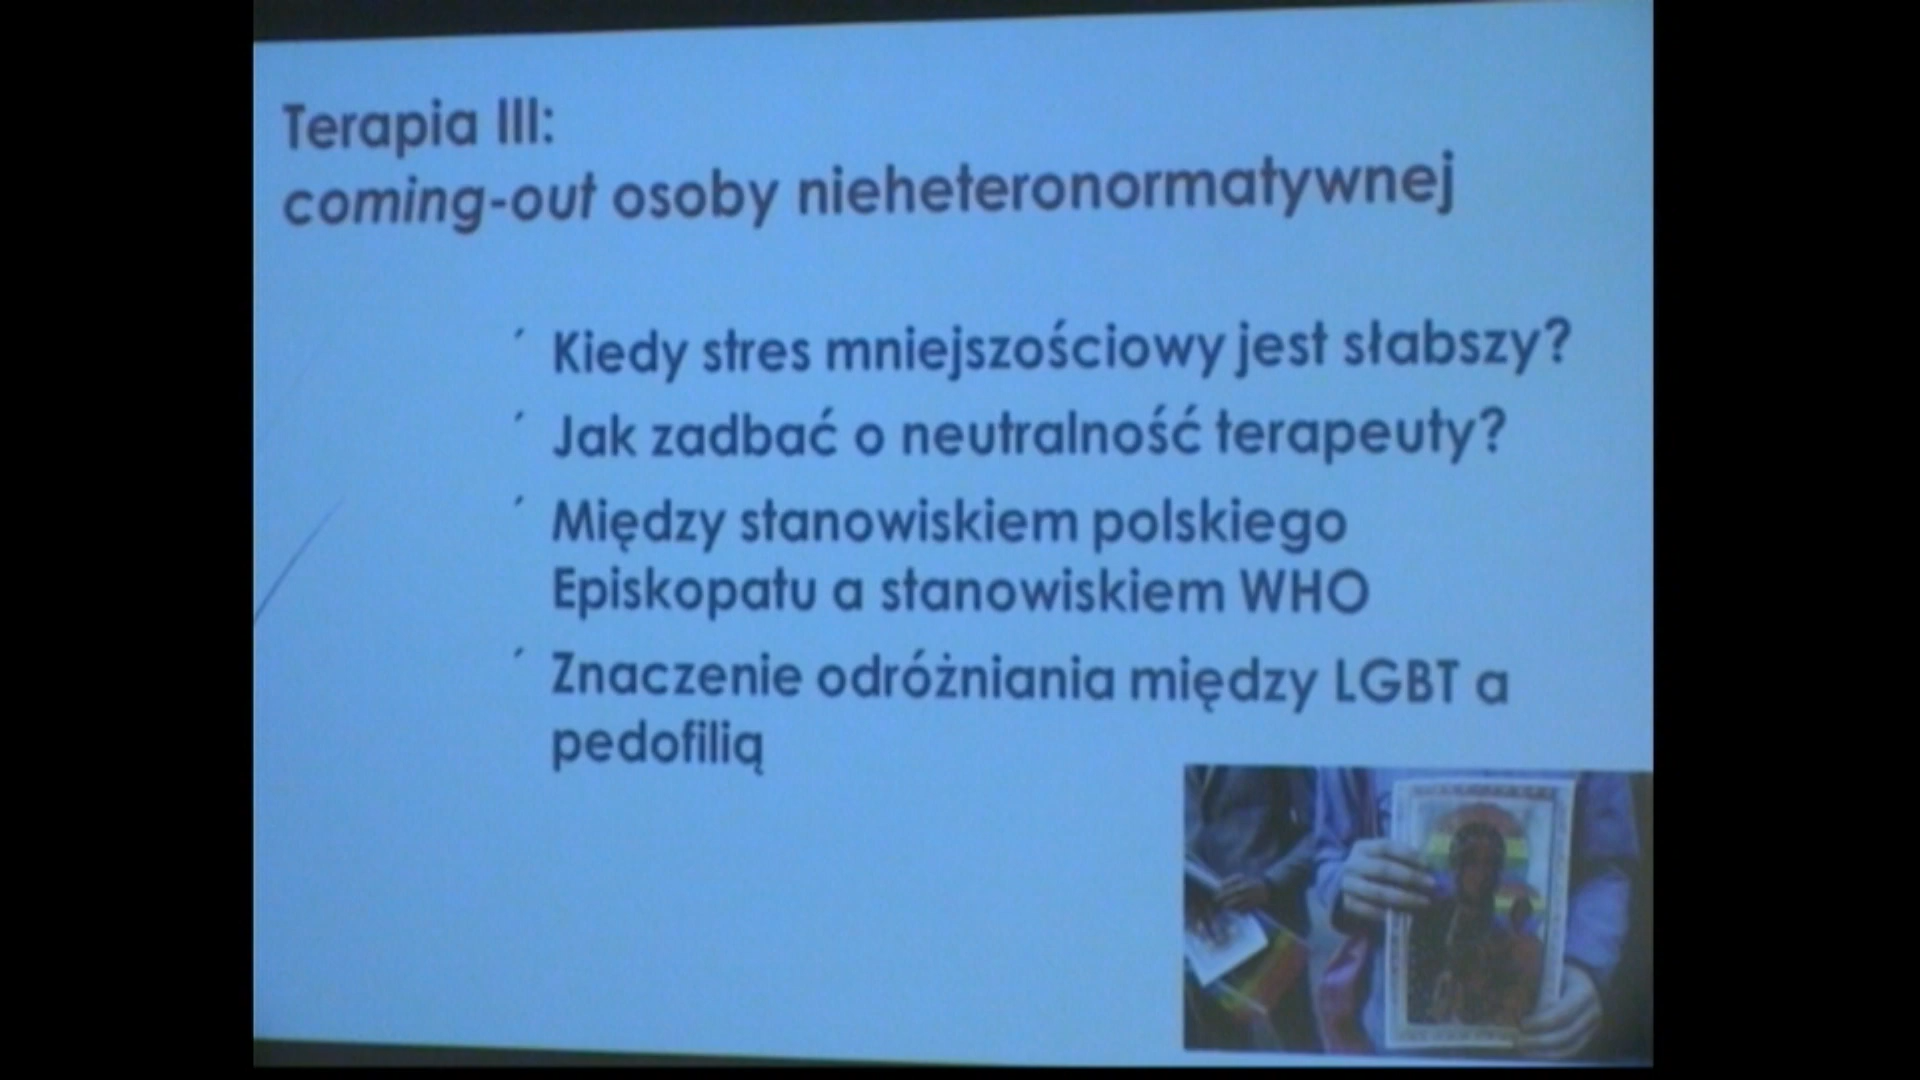 Terapia III:
coming-out osoby nieheteronormatywnej
Kiedy stres mniejszościowy jest słabszy?
Jak zadbać o neutralność terapeuty?
Między stanowiskiem polskiego
Episkopatu a stanowiskiem WHO
Znaczenie odróżniania między LGBT a
pedofilią